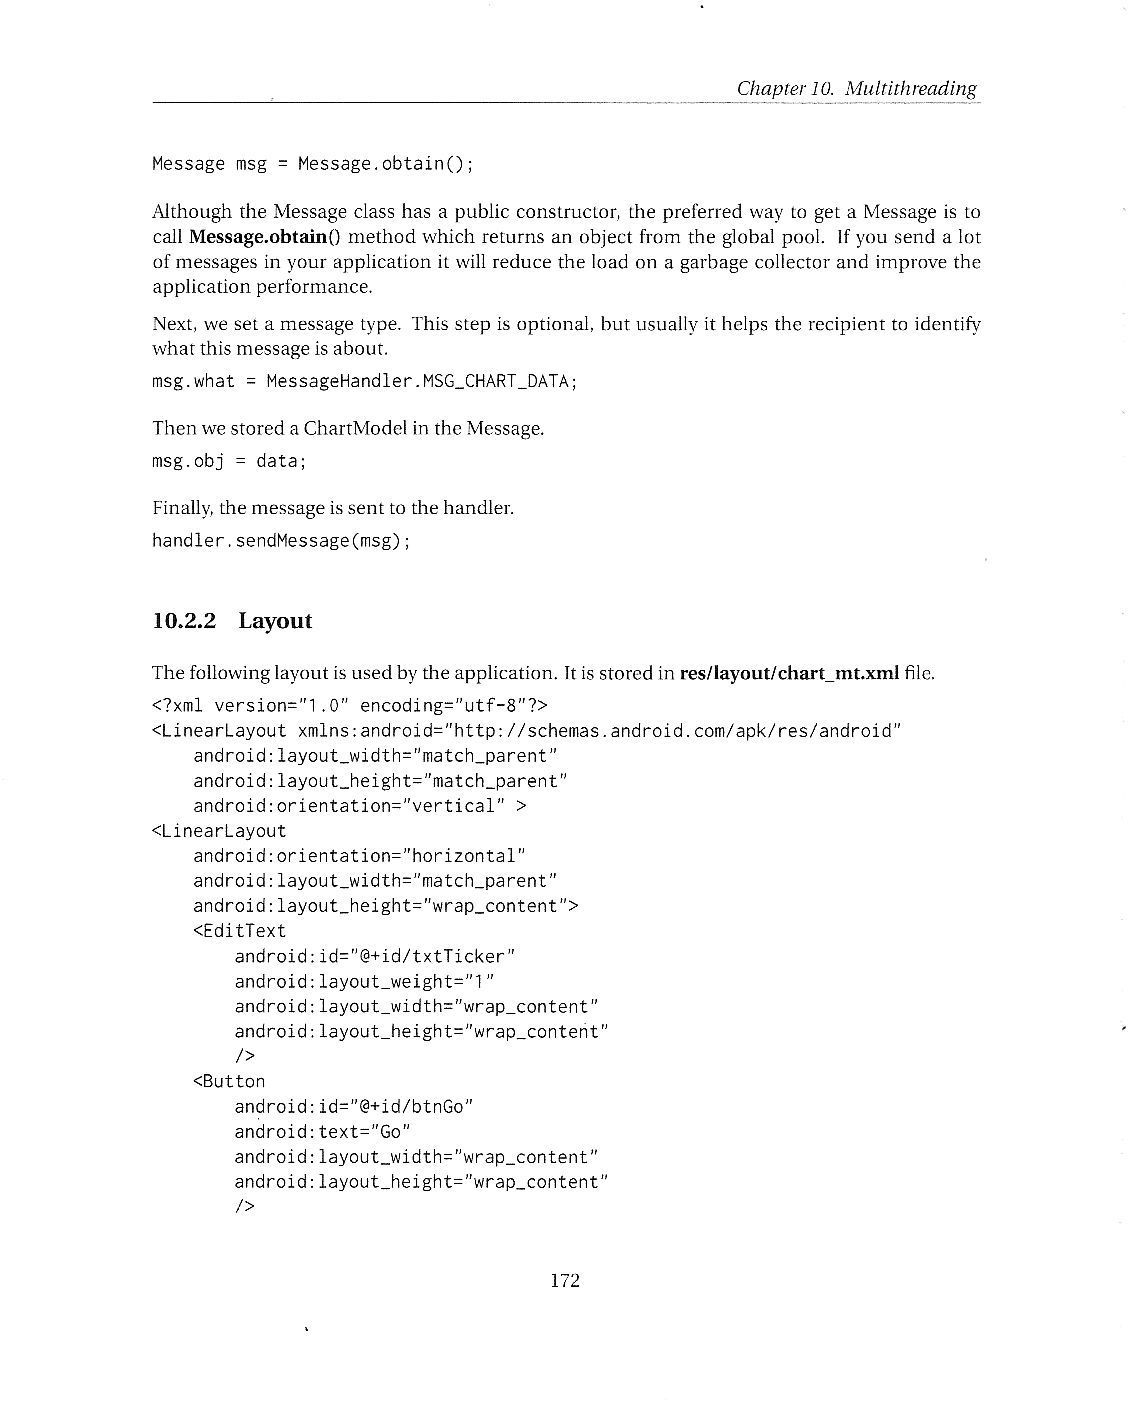 Chapter 10. Multithreading
Message msg = Message.obtain();
Although the Message class has a public constructor, the preferred way to get a Message is to
call Message.obtain() method which returns an object from the global pool. If you send a lot
of messages in your application it will reduce the load on a garbage collector and improve the
application performance.
Next, we set a message type. This step is optional, but usually it helps the recipient to identify
what this message is about.
msg.what = MessageHandler.MSG_CHART_DATA;
Then we stored a ChartModel in the Message.
msg.obj = data;
Finally, the message is sent to the handler.
handler.sendMessage(msg);
10.2.2 Layout
The following layout is used by the application. It is stored in res/layout/chart_mt.xml file.
<?xml version="1.0" encoding="utf-8"?>
<LinearLayout xmlns:android="http://schemas.android.com/apk/res/android"
    android:layout_width="match_parent"
    android:layout_height="match_parent"
    android:orientation="vertical" >
<LinearLayout
    android:orientation="horizontal"
    android:layout_width="match_parent"
    android:layout_height="wrap_content">
    <EditText
        android:id="@+id/txtTicker"
        android:layout_weight="1"
        android:layout_width="wrap_content"
        android:layout_height="wrap_content"
        />
    <Button
        android:id="@+id/btnGo"
        android:text="Go"
        android:layout_width="wrap_content"
        android:layout_height="wrap_content"
        />
172